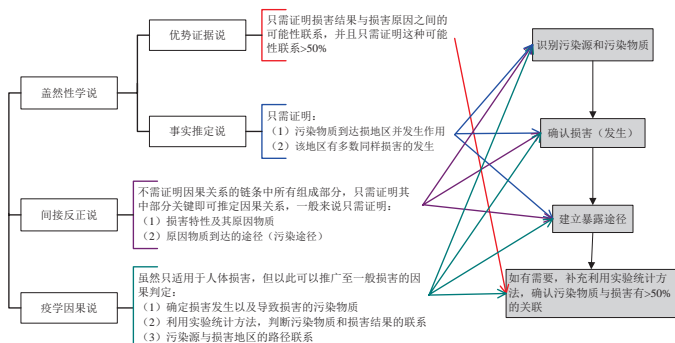 优势证据说
只需证明损害结果与损害原因之间的
可能性联系，并且只需证明这种可能
性联系>50%
盖然性学说
事实推定说
只需证明：
（1）污染物质到达损地区并发生作用
（2）该地区有多数同样损害的发生
间接反正说
不需证明因果关系的链条中所有组成部分，只需证明其
中部分关键即可推定因果关系，一般来说只需证明：
（1）损害特性及其原因物质
（2）原因物质到达的途径（污染途径）
疫学因果说
虽然只适用于人体损害，但以此可以推广至一般损害的因
果判定：
（1）确定损害发生以及导致损害的污染物质
（2）利用实验统计方法，判断污染物质和损害结果的联系
（3）污染源与损害地区的路径联系
识别污染源和污染物质
确认损害（发生）
建立暴露途径
如有需要，补充利用实验统计方
法，确认污染物质与损害有>50%
的关联